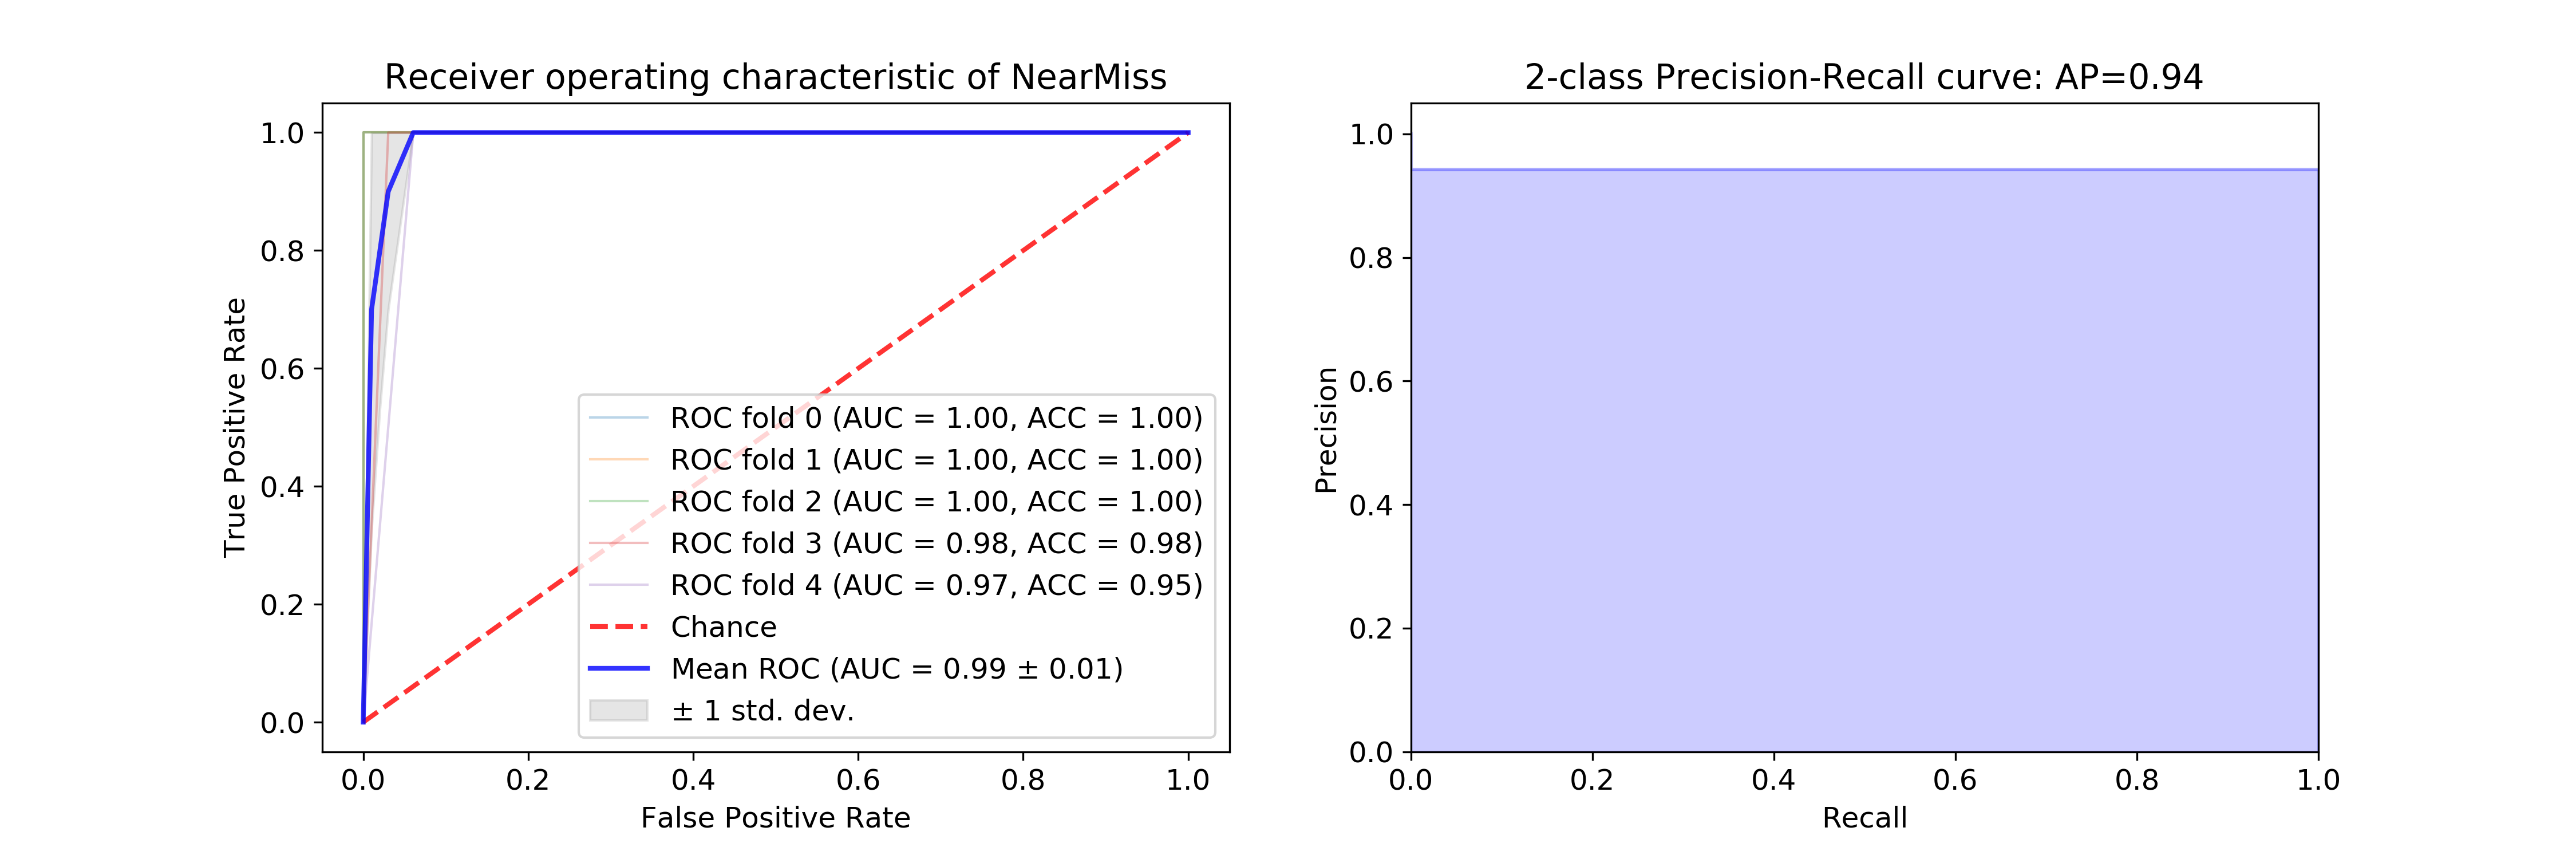 Receiver operating characteristic of NearMiss
1.0
0.8
0.6
0.4
0.2
0.0
True Positive Rate
ROC fold 0 (AUC = 1.00, ACC = 1.00)
ROC fold 1 (AUC = 1.00, ACC = 1.00)
ROC fold 2 (AUC = 1.00, ACC = 1.00)
ROC fold 3 (AUC = 0.98, ACC = 0.98)
ROC fold 4 (AUC = 0.97, ACC = 0.95)
Chance
Mean ROC (AUC = 0.99 ± 0.01)
± 1 std. dev.
0.0 0.2 0.4 0.6 0.8 1.0
False Positive Rate
2-class Precision-Recall curve: AP=0.94
1.0
0.8
0.6
0.4
0.2
0.0
Precision
0.0 0.2 0.4 0.6 0.8 1.0
Recall